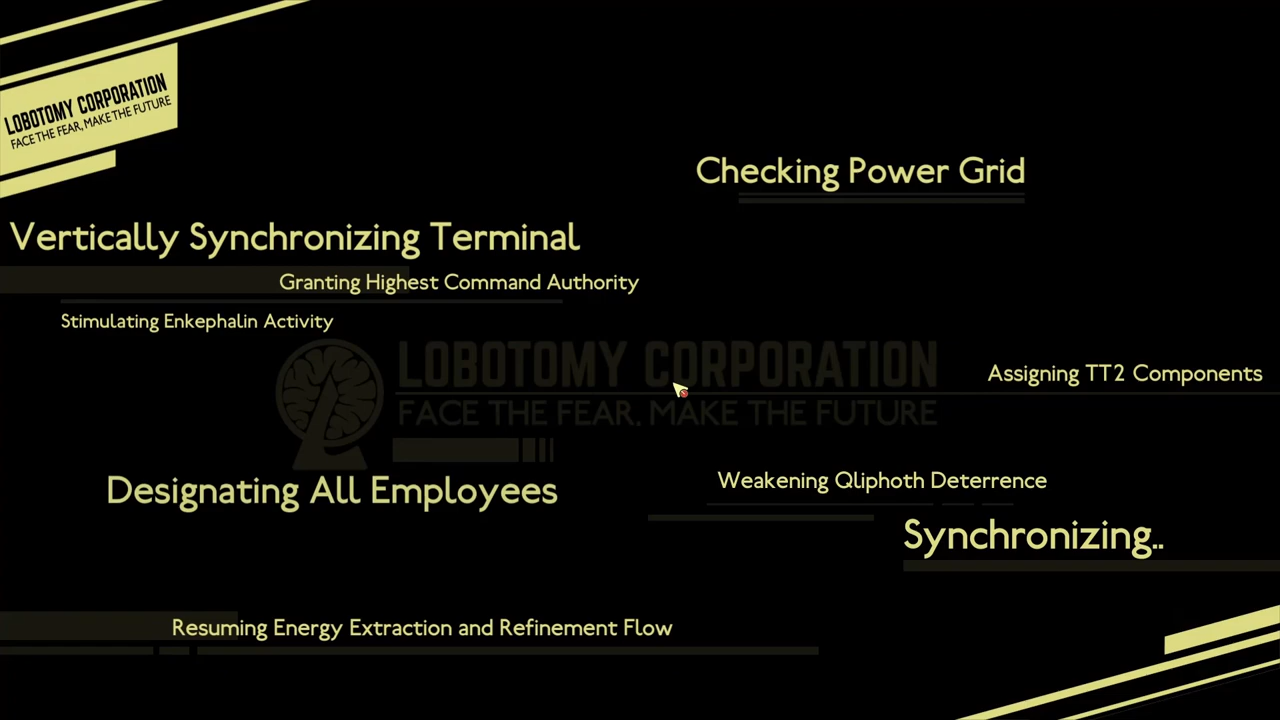 LOBOTOMY CORPORATION
FACE THE FEAR, MAKE THE FUTURE
Checking Power Grid
Vertically Synchronizing Terminal
Granting Highest Command Authority
Stimulating Enkephalin Activity
LOBOTOMY CORPORATION
FACE THE FEAR, MAKE THE FUTURE
Assigning TT2 Components
Designating All Employees
Weakening Qliphoth Deterrence
Synchronizing..
Resuming Energy Extraction and Refinement Flow